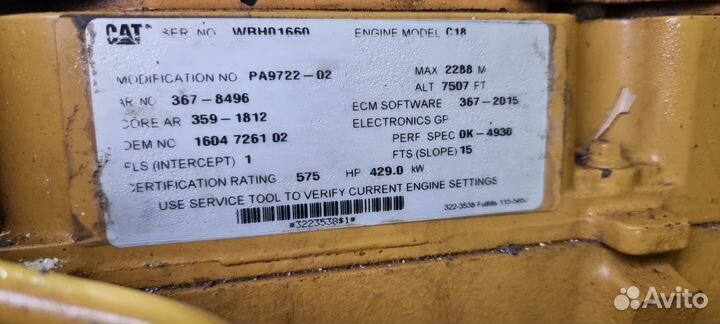 CAT SER. NO. WRH01660 ENGINE MODEL C18
MODIFICATION NO PA9722-02 MAX 2288 M
ALT 7507 FT
AR NO 367-8496 ECM SOFTWARE 367-2015
CORE AR 359-1812 ELECTRONICS GP
OEM NO 1604 7261 02 PERF SPEC 0K-4930
FLS (INTERCEPT) 1 FTS (SLOPE) 15
CERTIFICATION RATING 575 HP 429.0 kW
USE SERVICE TOOL TO VERIFY CURRENT ENGINE SETTINGS
*3223538$1*
322-3538
Avito